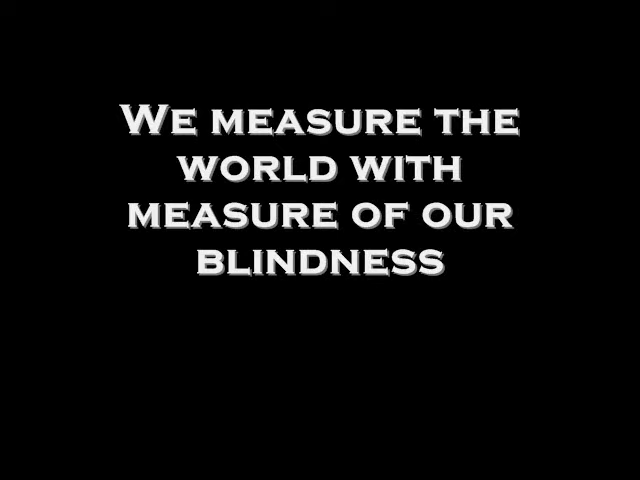 We measure the
world with
measure of our
blindness